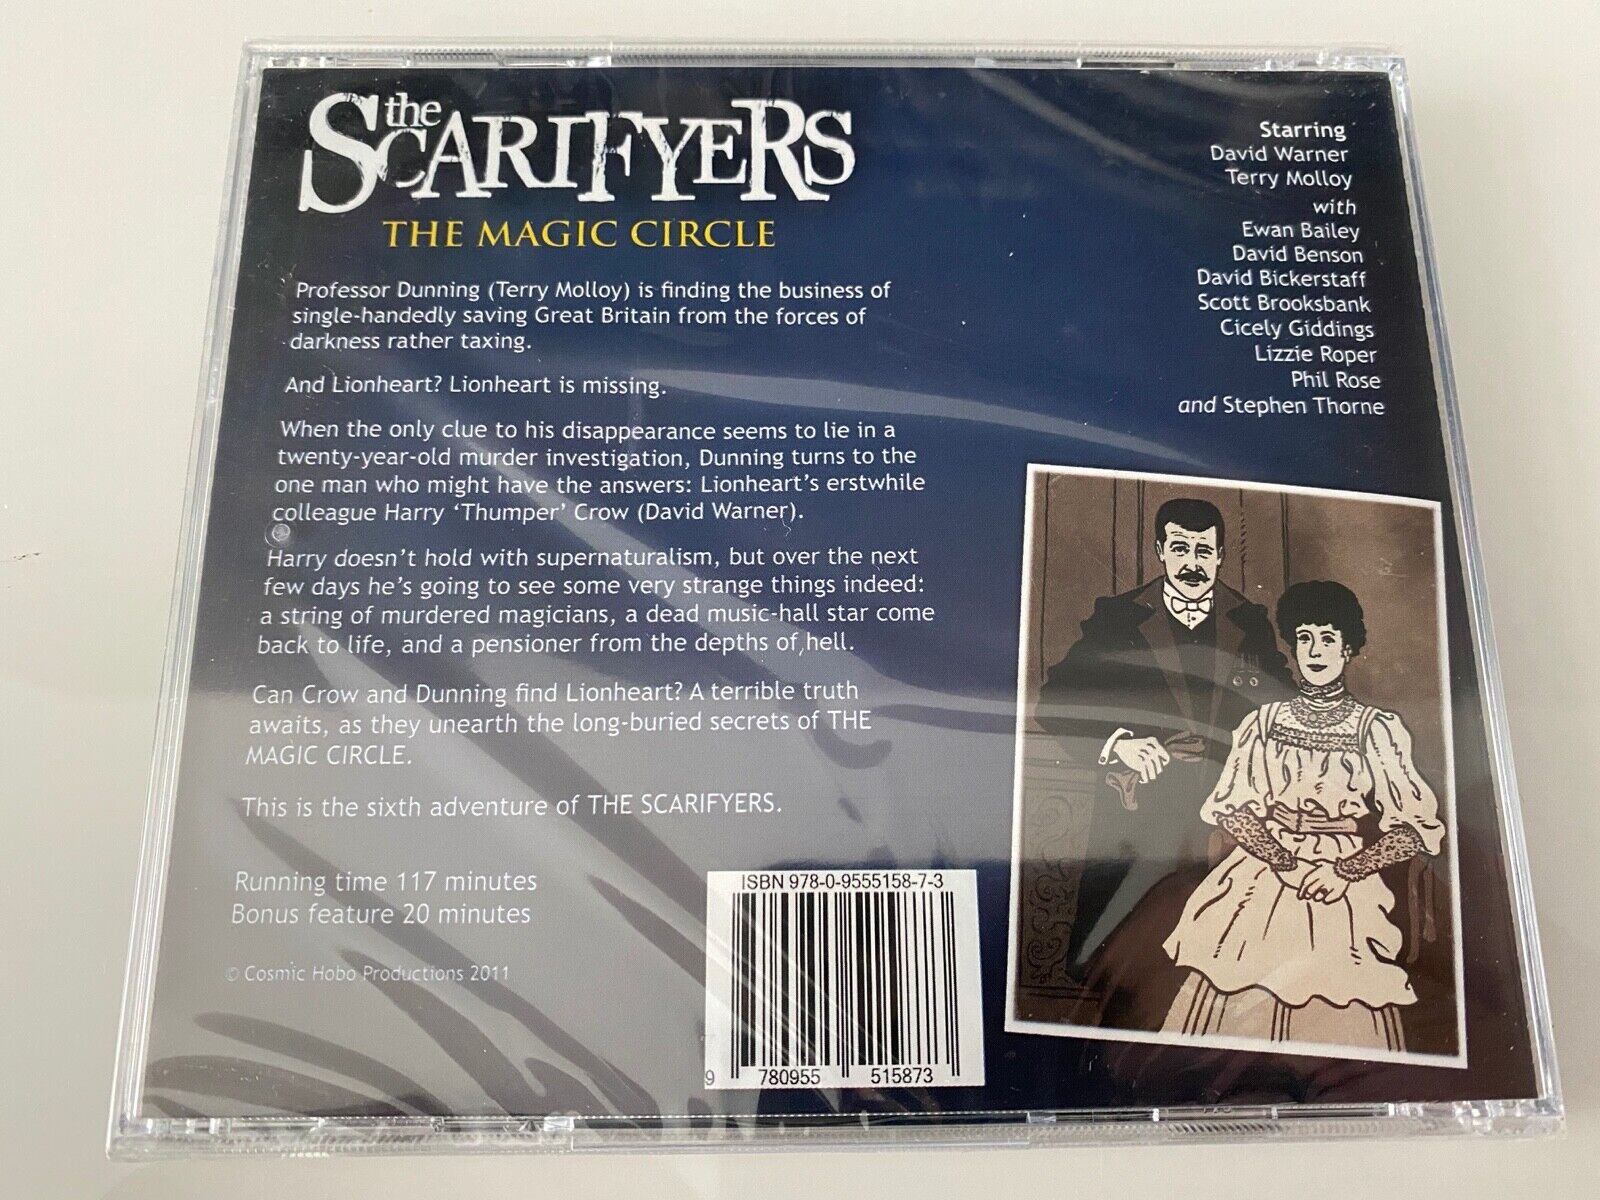 the
SCARIFYERS
THE MAGIC CIRCLE
Professor Dunning (Terry Molloy) is finding the business of
single-handedly saving Great Britain from the forces of
darkness rather taxing.
And Lionheart? Lionheart is missing.
When the only clue to his disappearance seems to lie in a
twenty-year-old murder investigation, Dunning turns to the
one man who might have the answers: Lionheart's erstwhile
colleague Harry ‘Thumper’ Crow (David Warner).
Harry doesn't hold with supernaturalism, but over the next
few days he's going to see some very strange things indeed:
a string of murdered magicians, a dead music-hall star come
back to life, and a pensioner from the depths of hell.
Can Crow and Dunning find Lionheart? A terrible truth
awaits, as they unearth the long-buried secrets of THE
MAGIC CIRCLE.
This is the sixth adventure of THE SCARIFYERS.
Running time 117 minutes
Bonus feature 20 minutes
© Cosmic Hobo Productions 2011
Starring
David Warner
Terry Molloy
with
Ewan Bailey
David Benson
David Bickerstaff
Scott Brooksbank
Cicely Giddings
Lizzie Roper
Phil Rose
and Stephen Thorne
ISBN 978-0-9555158-7-3
9 780955 515873